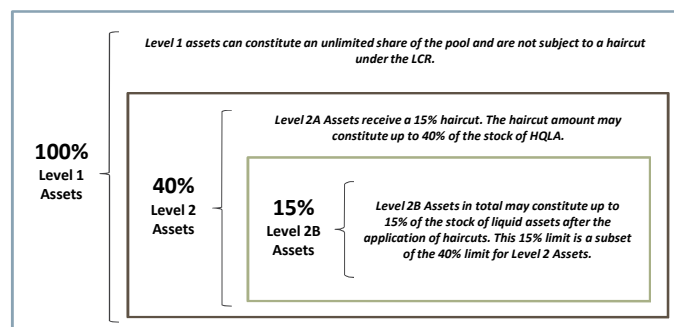 Level 1 assets can constitute an unlimited share of the pool and are not subject to a haircut
under the LCR.
100%
Level 1
Assets
Level 2A Assets receive a 15% haircut. The haircut amount may
constitute up to 40% of the stock of HQLA.
40%
Level 2
Assets
15%
Level 2B
Assets
Level 2B Assets in total may constitute up to
15% of the stock of liquid assets after the
application of haircuts. This 15% limit is a subset
of the 40% limit for Level 2 Assets.